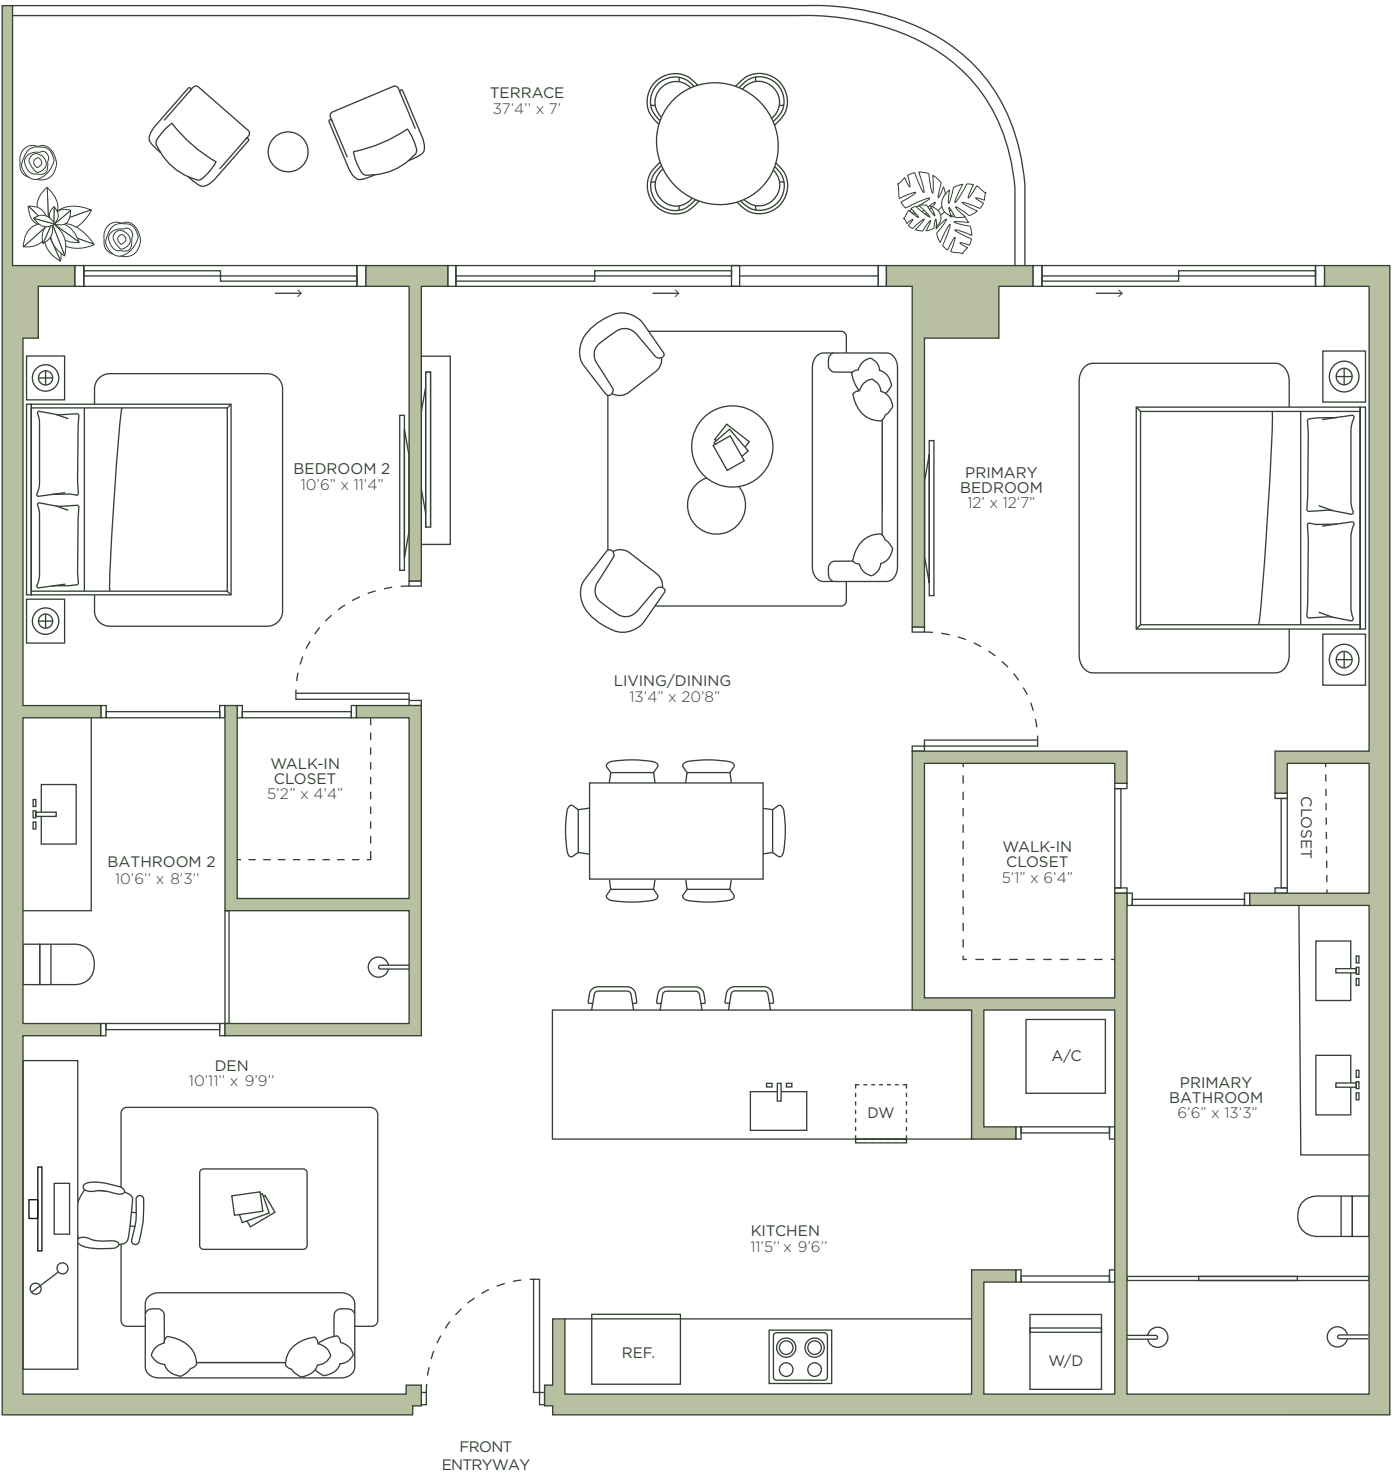 TERRACE
37'4'' x 7'
BEDROOM 2
10'6” x 11'4”
PRIMARY
BEDROOM
12' x 12'7”
LIVING/DINING
13'4” x 20'8”
WALK-IN
CLOSET
5'2” x 4'4”
BATHROOM 2
10'6'' x 8'3’’
WALK-IN
CLOSET
5'1” x 6'4”
CLOSET
DEN
10'11’’ x 9'9’’
A/C
DW
PRIMARY
BATHROOM
6'6” x 13'3”
KITCHEN
11'5’’ x 9'6’’
REF.
W/D
FRONT
ENTRYWAY